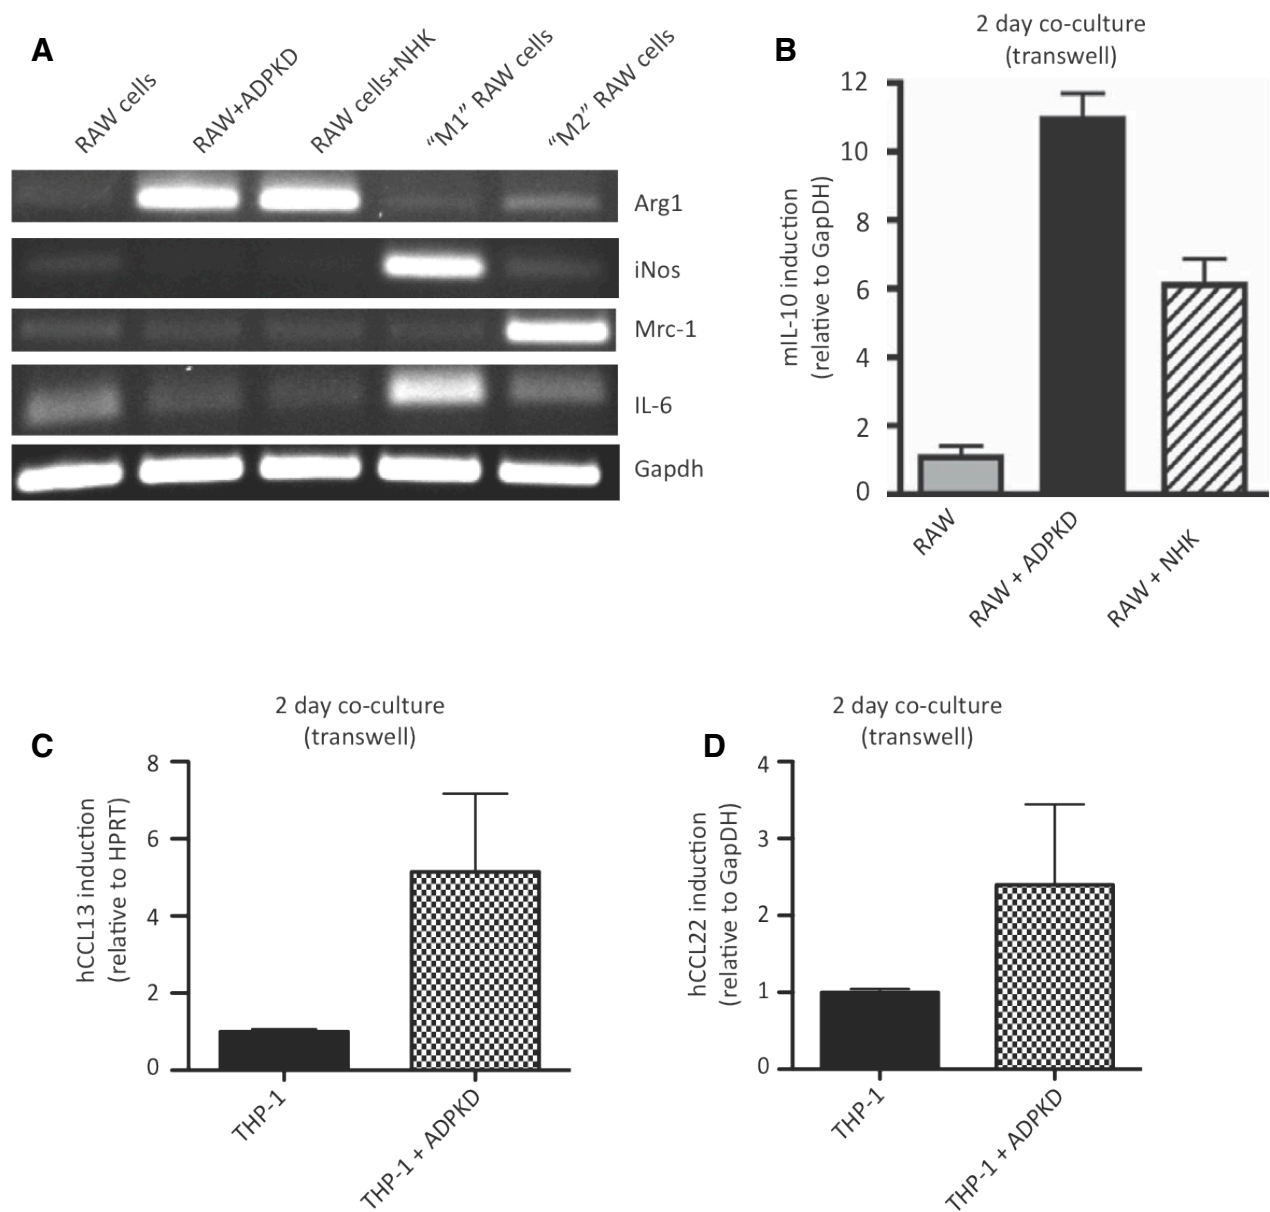 A
RAW cells
RAW+ADPKD
RAW cells+NHK
“M1” RAW cells
“M2” RAW cells
Arg1
iNos
Mrc-1
IL-6
Gapdh
B
2 day co-culture
(transwell)
mIL-10 induction
(relative to GapDH)
12
10
8
6
4
2
0
RAW
RAW + ADPKD
RAW + NHK
C
2 day co-culture
(transwell)
hCCL13 induction
(relative to HPRT)
8
6
4
2
0
THP-1
THP-1 + ADPKD
D
2 day co-culture
(transwell)
hCCL22 induction
(relative to GapDH)
4
3
2
1
0
THP-1
THP-1 + ADPKD